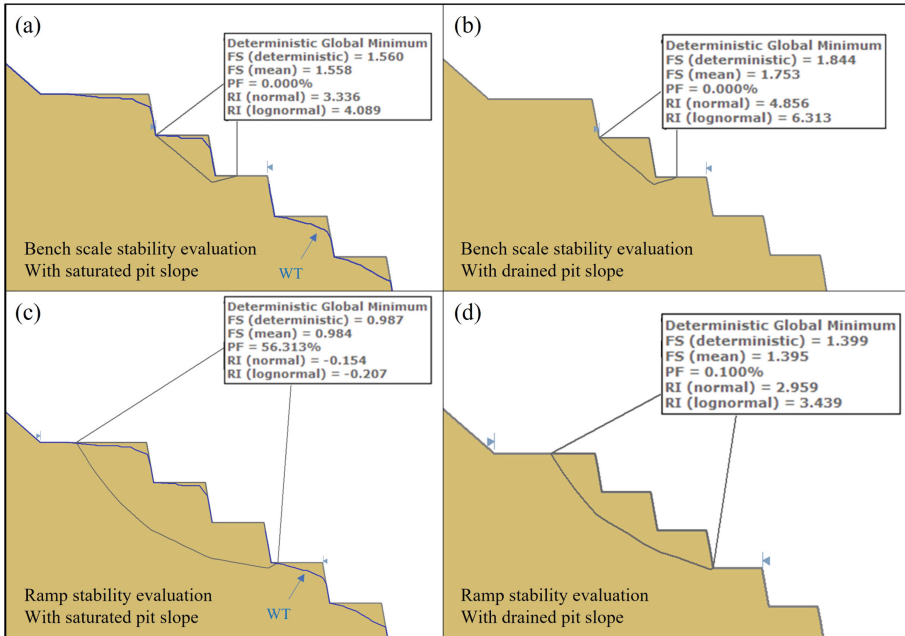 (a)
Deterministic Global Minimum
FS (deterministic) = 1.560
FS (mean) = 1.558
PF = 0.000%
RI (normal) = 3.336
RI (lognormal) = 4.089
Bench scale stability evaluation
With saturated pit slope
WT
(b)
Deterministic Global Minimum
FS (deterministic) = 1.844
FS (mean) = 1.753
PF = 0.000%
RI (normal) = 4.856
RI (lognormal) = 6.313
Bench scale stability evaluation
With drained pit slope
(c)
Deterministic Global Minimum
FS (deterministic) = 0.987
FS (mean) = 0.984
PF = 56.313%
RI (normal) = -0.154
RI (lognormal) = -0.207
Ramp stability evaluation
With saturated pit slope
WT
(d)
Deterministic Global Minimum
FS (deterministic) = 1.399
FS (mean) = 1.395
PF = 0.100%
RI (normal) = 2.959
RI (lognormal) = 3.439
Ramp stability evaluation
With drained pit slope